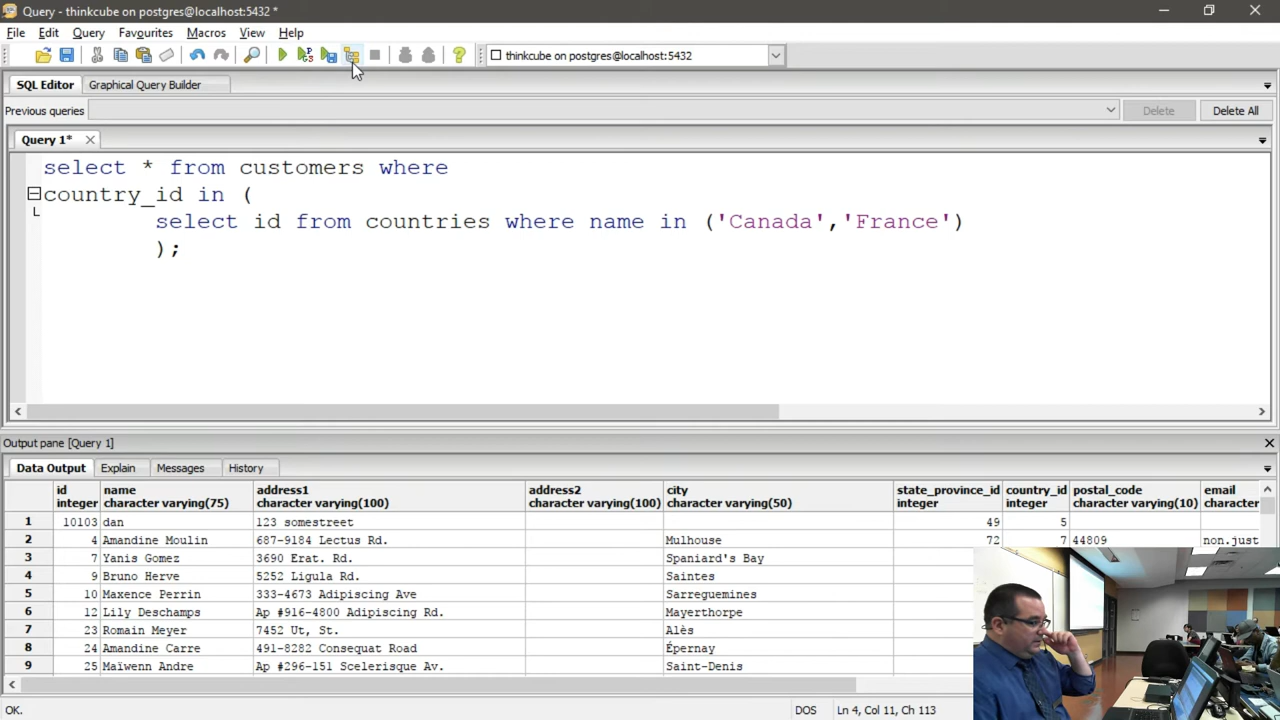 Query - thinkcube on postgres@localhost:5432 *
File Edit Query Favourites Macros View Help
thinkcube on postgres@localhost:5432
SQL Editor Graphical Query Builder
Previous queries Delete Delete All
Query 1*
select * from customers where
country_id in (
select id from countries where name in ('Canada','France')
);
Output pane [Query 1]
Data Output Explain Messages History
id name address1 address2 city state_province_id country_id postal_code email
integer character varying(75) character varying(100) character varying(100) character varying(50) integer integer character varying(10) character
1 10103 dan 123 somestreet 49 5
2 4 Amandine Moulin 687-9184 Lectus Rd. Mulhouse 72 7 44809 non.just
3 7 Yanis Gomez 3690 Erat. Rd. Spaniard's Bay
4 9 Bruno Herve 5252 Ligula Rd. Saintes
5 10 Maxence Perrin 333-4673 Adipiscing Ave Sarreguemines
6 12 Lily Deschamps Ap #916-4800 Adipiscing Rd. Mayerthorpe
7 23 Romain Meyer 7452 Ut, St. Alès
8 24 Amandine Carre 491-8282 Consequat Road Épernay
9 25 Maïwenn Andre Ap #296-151 Scelerisque Av. Saint-Denis
OK. DOS Ln 4, Col 11, Ch 113